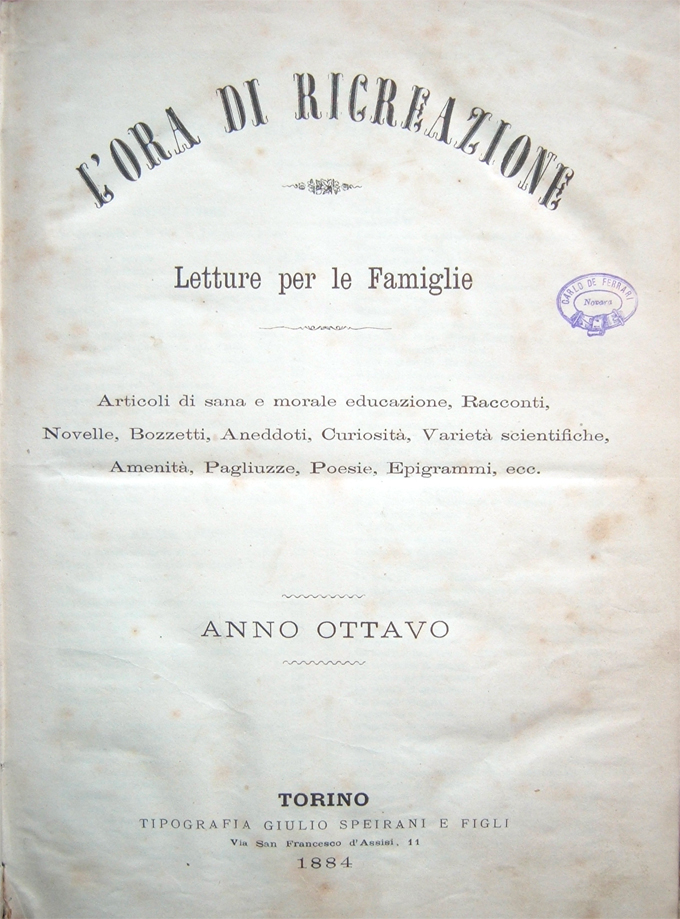 L'ORA DI RICREAZIONE
Letture per le Famiglie
CARLO DE FERRARI
Novara
Articoli di sana e morale educazione, Racconti,
Novelle, Bozzetti, Aneddoti, Curiosità, Varietà scientifiche,
Amenità, Pagliuzze, Poesie, Epigrammi, ecc.
ANNO OTTAVO
TORINO
TIPOGRAFIA GIULIO SPEIRANI E FIGLI
Via San Francesco d'Assisi, 11
1884